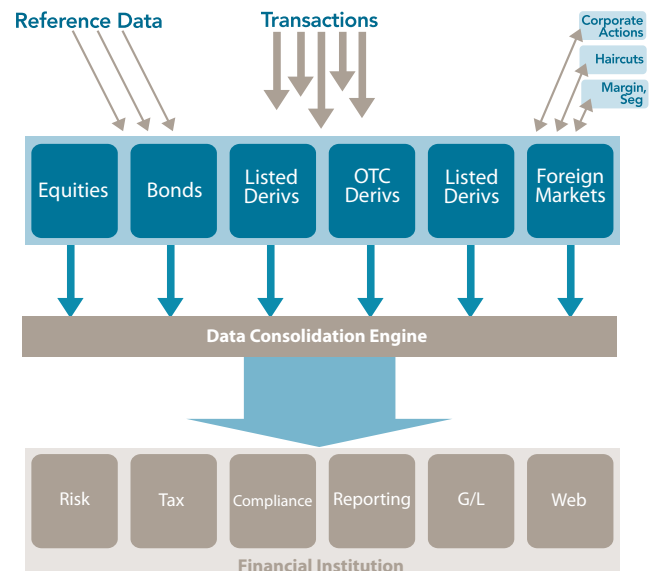 Reference Data
Transactions
Corporate
Actions
Haircuts
Margin,
Seg
Equities
Bonds
Listed
Derivs
OTC
Derivs
Listed
Derivs
Foreign
Markets
Data Consolidation Engine
Risk
Tax
Compliance
Reporting
G/L
Web
Financial Institution